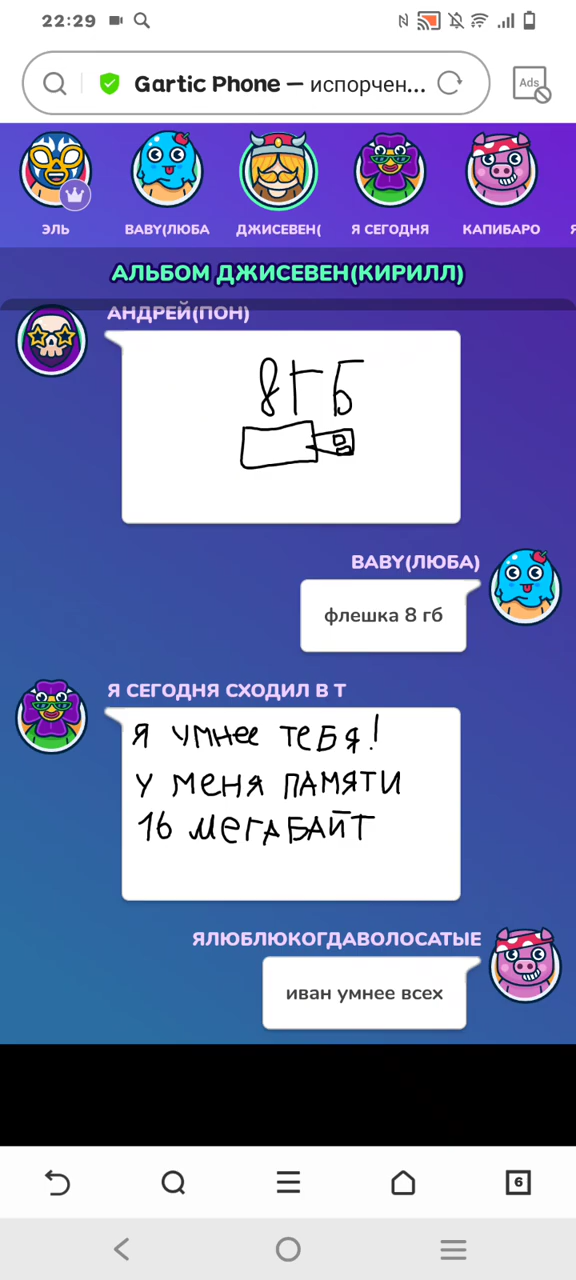 22:29
Gartic Phone — испорчен...
Ads
ЭЛЬ
BABY(ЛЮБА
ДЖИСЕВЕН(
Я СЕГОДНЯ
КАПИБАРО
АЛЬБОМ ДЖИСЕВЕН(КИРИЛЛ)
АНДРЕЙ(ПОН)
8ГБ
BABY(ЛЮБА)
флешка 8 гб
Я СЕГОДНЯ СХОДИЛ В Т
Я УМНЕЕ ТЕБЯ!
У МЕНЯ ПАМЯТИ
16 МЕГАБАЙТ
ЯЛЮБЛЮКОГДАВОЛОСАТЫЕ
иван умнее всех
6